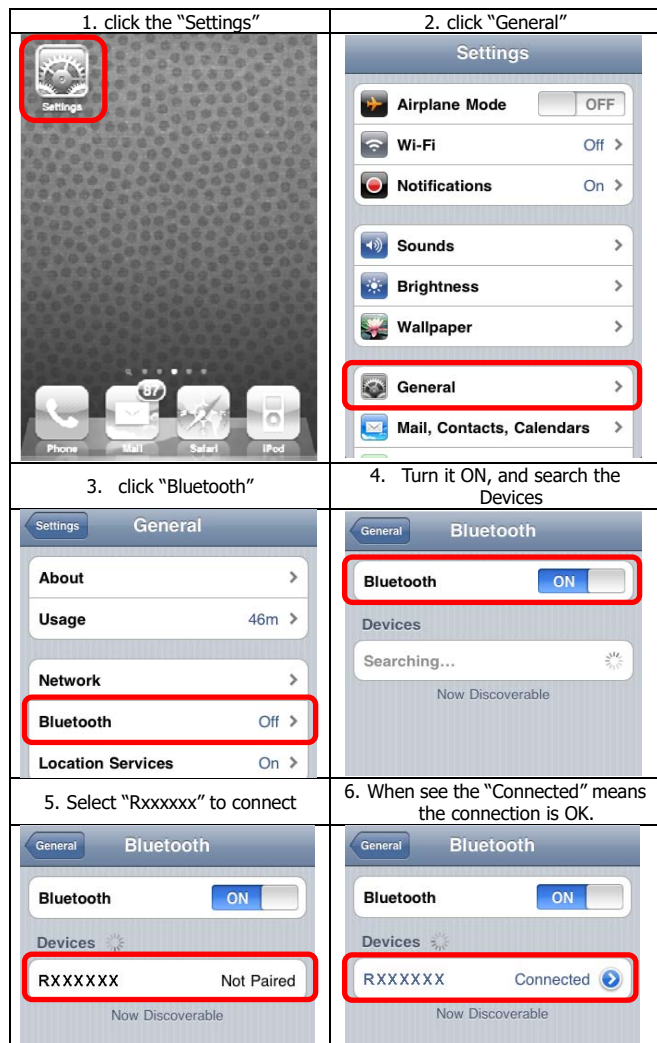 1. click the “Settings”
Settings
87
Phone
Mail
Safari
iPod
2. click “General”
Settings
Airplane Mode OFF
Wi-Fi Off
Notifications On
Sounds
Brightness
Wallpaper
General
Mail, Contacts, Calendars
3. click “Bluetooth”
Settings General
About
Usage 46m
Network
Bluetooth Off
Location Services On
4. Turn it ON, and search the
Devices
General Bluetooth
Bluetooth ON
Devices
Searching...
Now Discoverable
5. Select “Rxxxxxx” to connect
General Bluetooth
Bluetooth ON
Devices
RXXXXXX Not Paired
Now Discoverable
6. When see the “Connected” means
the connection is OK.
General Bluetooth
Bluetooth ON
Devices
RXXXXXX Connected
Now Discoverable